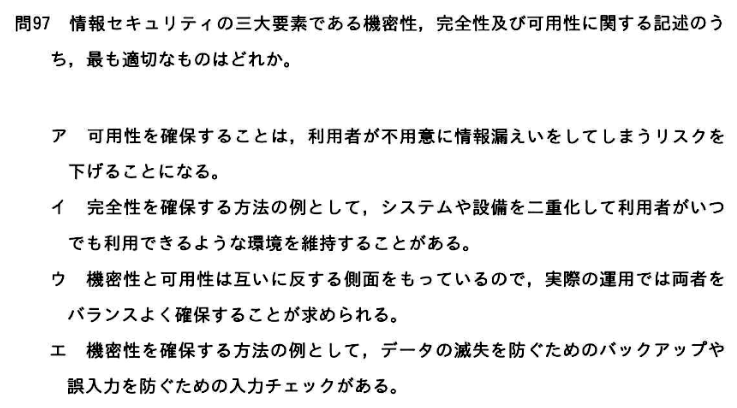 問97 情報セキュリティの三大要素である機密性，完全性及び可用性に関する記述のう
ち，最も適切なものはどれか。
ア 可用性を確保することは，利用者が不用意に情報漏えいをしてしまうリスクを
下げることになる。
イ 完全性を確保する方法の例として，システムや設備を二重化して利用者がいつ
でも利用できるような環境を維持することがある。
ウ 機密性と可用性は互いに反する側面をもっているので，実際の運用では両者を
バランスよく確保することが求められる。
エ 機密性を確保する方法の例として，データの滅失を防ぐためのバックアップや
誤入力を防ぐための入力チェックがある。